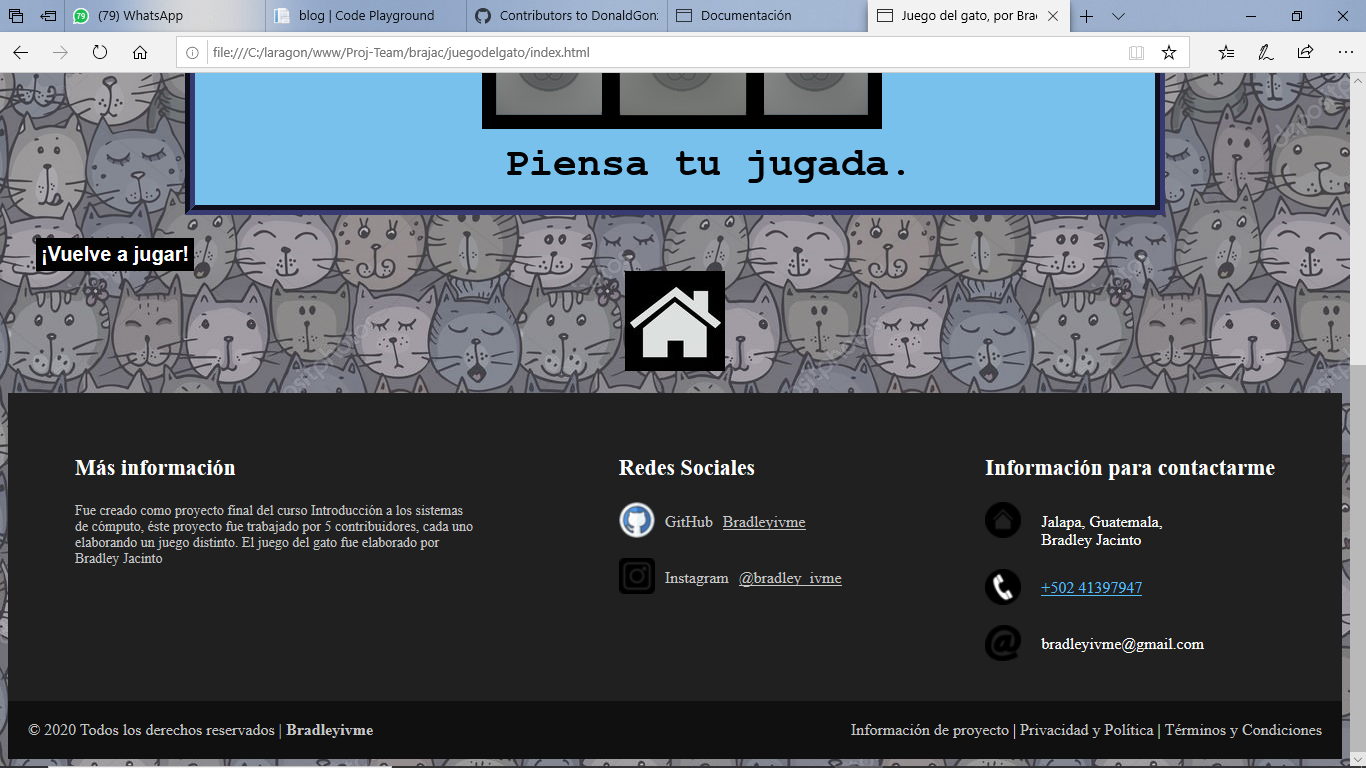 (79) WhatsApp
blog | Code Playground
Contributors to DonaldGon
Documentación
Juego del gato, por Brad
file:///C:/laragon/www/Proj-Team/brajac/juegodelgato/index.html
Piensa tu jugada.
¡Vuelve a jugar!
Más información
Fue creado como proyecto final del curso Introducción a los sistemas
de cómputo, éste proyecto fue trabajado por 5 contribuidores, cada uno
elaborando un juego distinto. El juego del gato fue elaborado por
Bradley Jacinto
Redes Sociales
GitHub Bradleyivme
Instagram @bradley_ivme
Información para contactarme
Jalapa, Guatemala,
Bradley Jacinto
+502 41397947
bradleyivme@gmail.com
© 2020 Todos los derechos reservados | Bradleyivme
Información de proyecto | Privacidad y Política | Términos y Condiciones